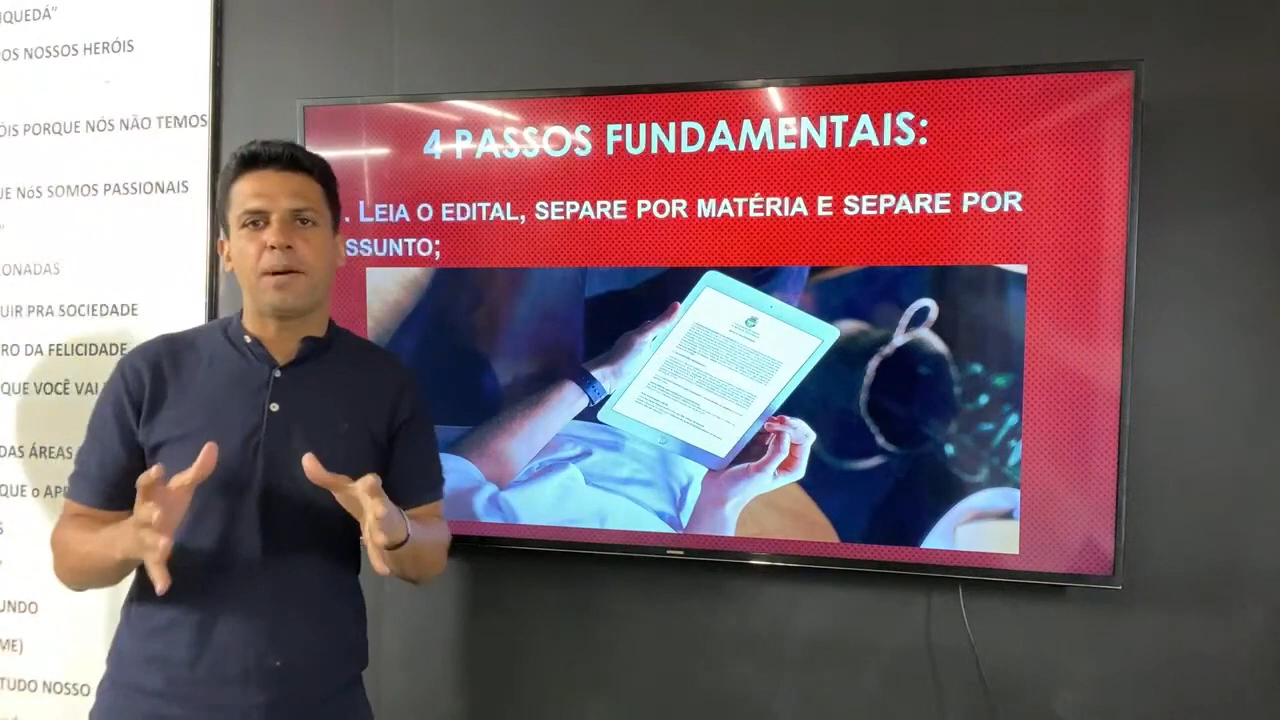 IQUEDÁ"
OS NOSSOS HERÓIS
ÓIS PORQUE NÓS NÃO TEMOS
UE NóS SOMOS PASSIONAIS
"
ONADAS
UIR PRA SOCIEDADE
RO DA FELICIDADE
QUE VOCÊ VAI
DAS ÁREAS
QUE o AP
S
UNDO
ME)
TUDO NOSSO
4 PASSOS FUNDAMENTAIS:
. LEIA O EDITAL, SEPARE POR MATÉRIA E SEPARE POR
SSUNTO;